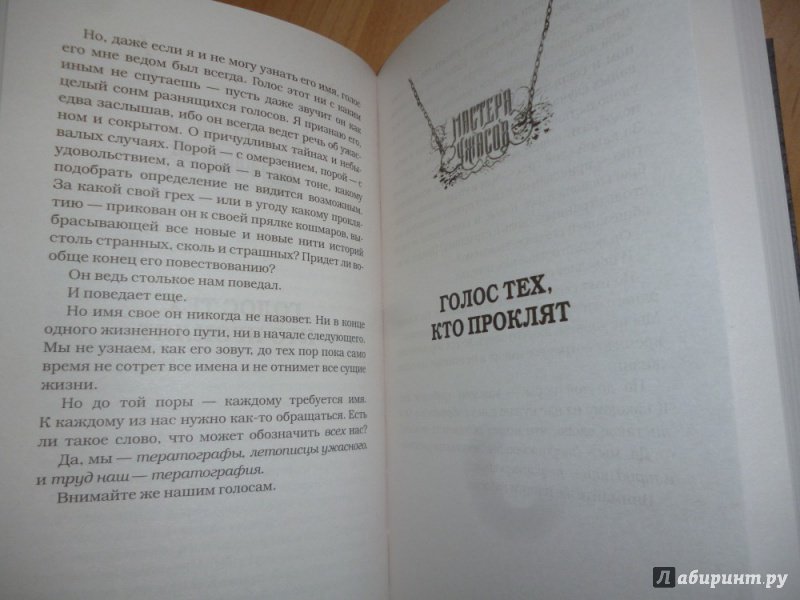 Но, даже если я и не могу узнать его имя, голос
его мне ведом был всегда. Голос этот ни с каким
иным не спутаешь — пусть даже звучит он как
целый сонм разнящихся голосов. Я признаю его,
едва заслышав, ибо он всегда ведет речь об ужас-
ном и сокрытом. О причудливых тайнах и небы-
валых случаях. Порой — с омерзением, порой — с
удовольствием, а порой — в таком тоне, какому
подобрать определение не видится возможным.
За какой свой грех — или в угоду какому прокля-
тию — прикован он к своей прялке кошмаров, вы-
брасывающей все новые и новые нити историй
столь странных, сколь и страшных? Придет ли во-
обще конец его повествованию?
Он ведь столькое нам поведал.
И поведает еще.
Но имя свое он никогда не назовет. Ни в конце
одного жизненного пути, ни в начале следующего.
Мы не узнаем, как его зовут, до тех пор пока само
время не сотрет все имена и не отнимет все сущие
жизни.
Но до той поры — каждому требуется имя.
К каждому из нас нужно как-то обращаться. Есть
ли такое слово, что может обозначить всех нас?
Да, мы — тератографы, летописцы ужасного,
и труд наш — тератография.
Внимайте же нашим голосам.
МАСТЕРА
УЖАСОВ
ГОЛОС ТЕХ,
КТО ПРОКЛЯТ
Лабиринт.ру